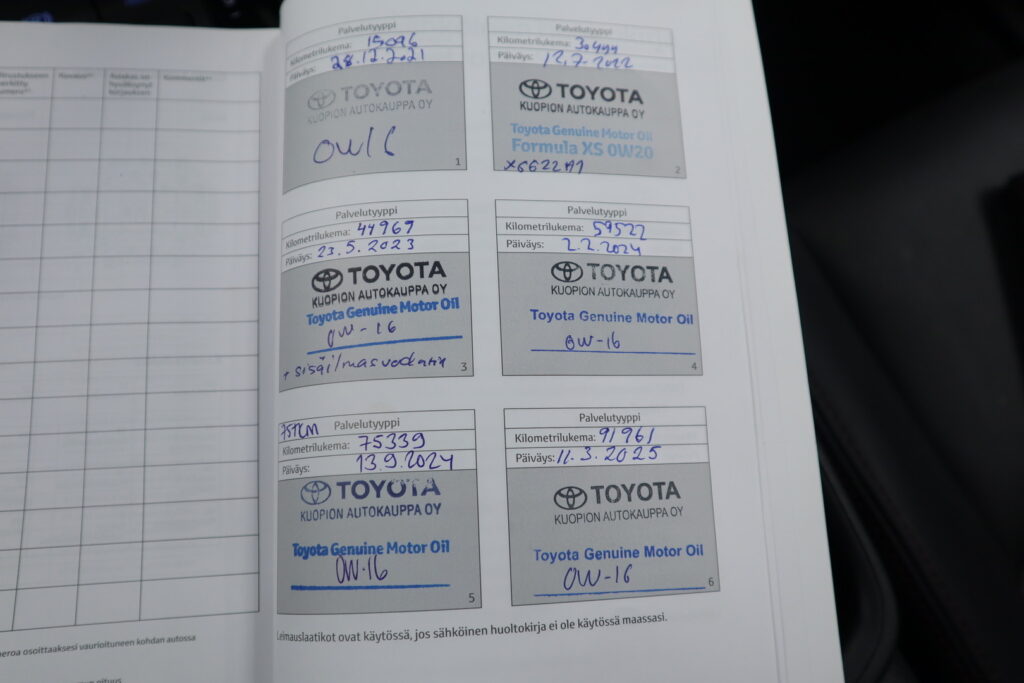 Palvelutyyppi
Kilometrilukema: 15096
Päiväys: 28.12.2021
TOYOTA
KUOPION AUTOKAUPPA OY
0W16
1
Palvelutyyppi
Kilometrilukema: 30499
Päiväys: 12.7-2022
TOYOTA
KUOPION AUTOKAUPPA OY
Toyota Genuine Motor Oil
Formula XS 0W20
2
Palvelutyyppi
Kilometrilukema: 44967
Päiväys: 23.5.2023
TOYOTA
KUOPION AUTOKAUPPA OY
Toyota Genuine Motor Oil
0W-16
+ sisäilmasuodatin
3
Palvelutyyppi
Kilometrilukema: 59522
Päiväys: 2.2.2024
TOYOTA
KUOPION AUTOKAUPPA OY
Toyota Genuine Motor Oil
0W-16
4
75TKM Palvelutyyppi
Kilometrilukema: 75339
Päiväys: 13.9.2024
TOYOTA
KUOPION AUTOKAUPPA OY
Toyota Genuine Motor Oil
0W-16
5
Palvelutyyppi
Kilometrilukema: 91961
Päiväys: 11.3.2025
TOYOTA
KUOPION AUTOKAUPPA OY
Toyota Genuine Motor Oil
0W-16
6
Leimauslaatikot ovat käytössä, jos sähköinen huoltokirja ei ole käytössä maassasi.
osoittaaksesi vaurioituneen kohdan autossa